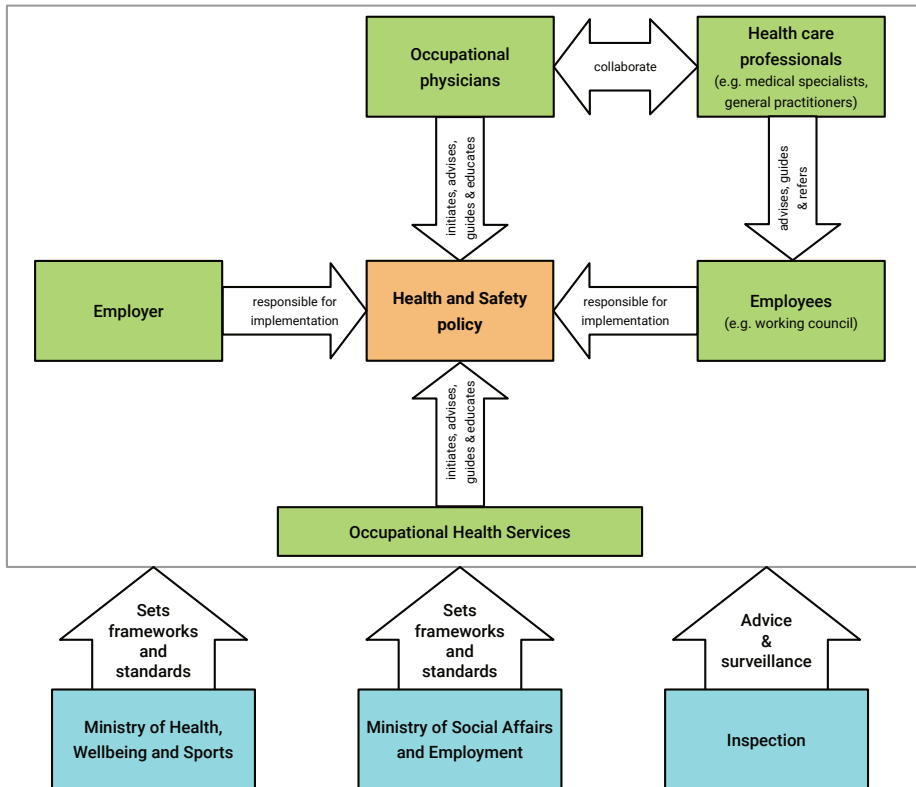 Occupational
physicians
collaborate
Health care
professionals
(e.g. medical specialists,
general practitioners)
initiates, advises,
guides & educates
advises, guides
& refers
Employer
responsible for
implementation
Health and Safety
policy
responsible for
implementation
Employees
(e.g. working council)
initiates, advises,
guides & educates
Occupational Health Services
Sets
frameworks
and
standards
Sets
frameworks
and
standards
Advice
&
surveillance
Ministry of Health,
Wellbeing and Sports
Ministry of Social Affairs
and Employment
Inspection